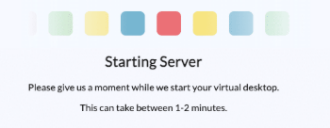 Starting Server
Please give us a moment while we start your virtual desktop.
This can take between 1-2 minutes.